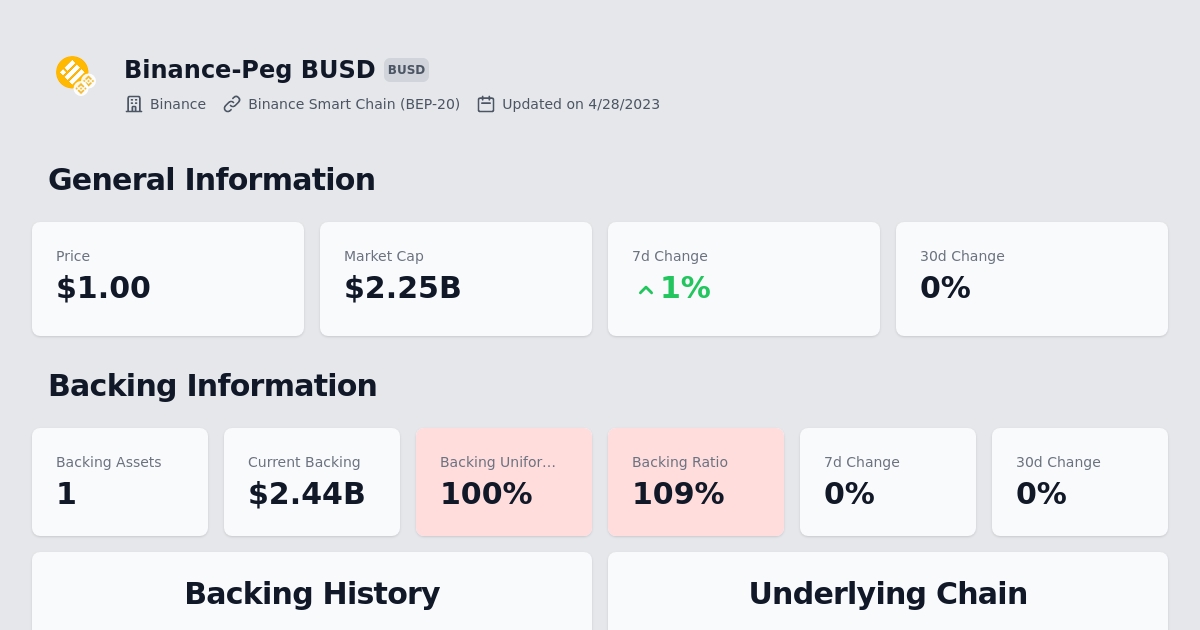 Binance-Peg BUSD BUSD
Binance Binance Smart Chain (BEP-20) Updated on 4/28/2023
General Information
Price Market Cap 7d Change 30d Change
$1.00 $2.25B 1% 0%
Backing Information
Backing Assets Current Backing Backing Unifor... Backing Ratio 7d Change 30d Change
1 $2.44B 100% 109% 0% 0%
Backing History Underlying Chain